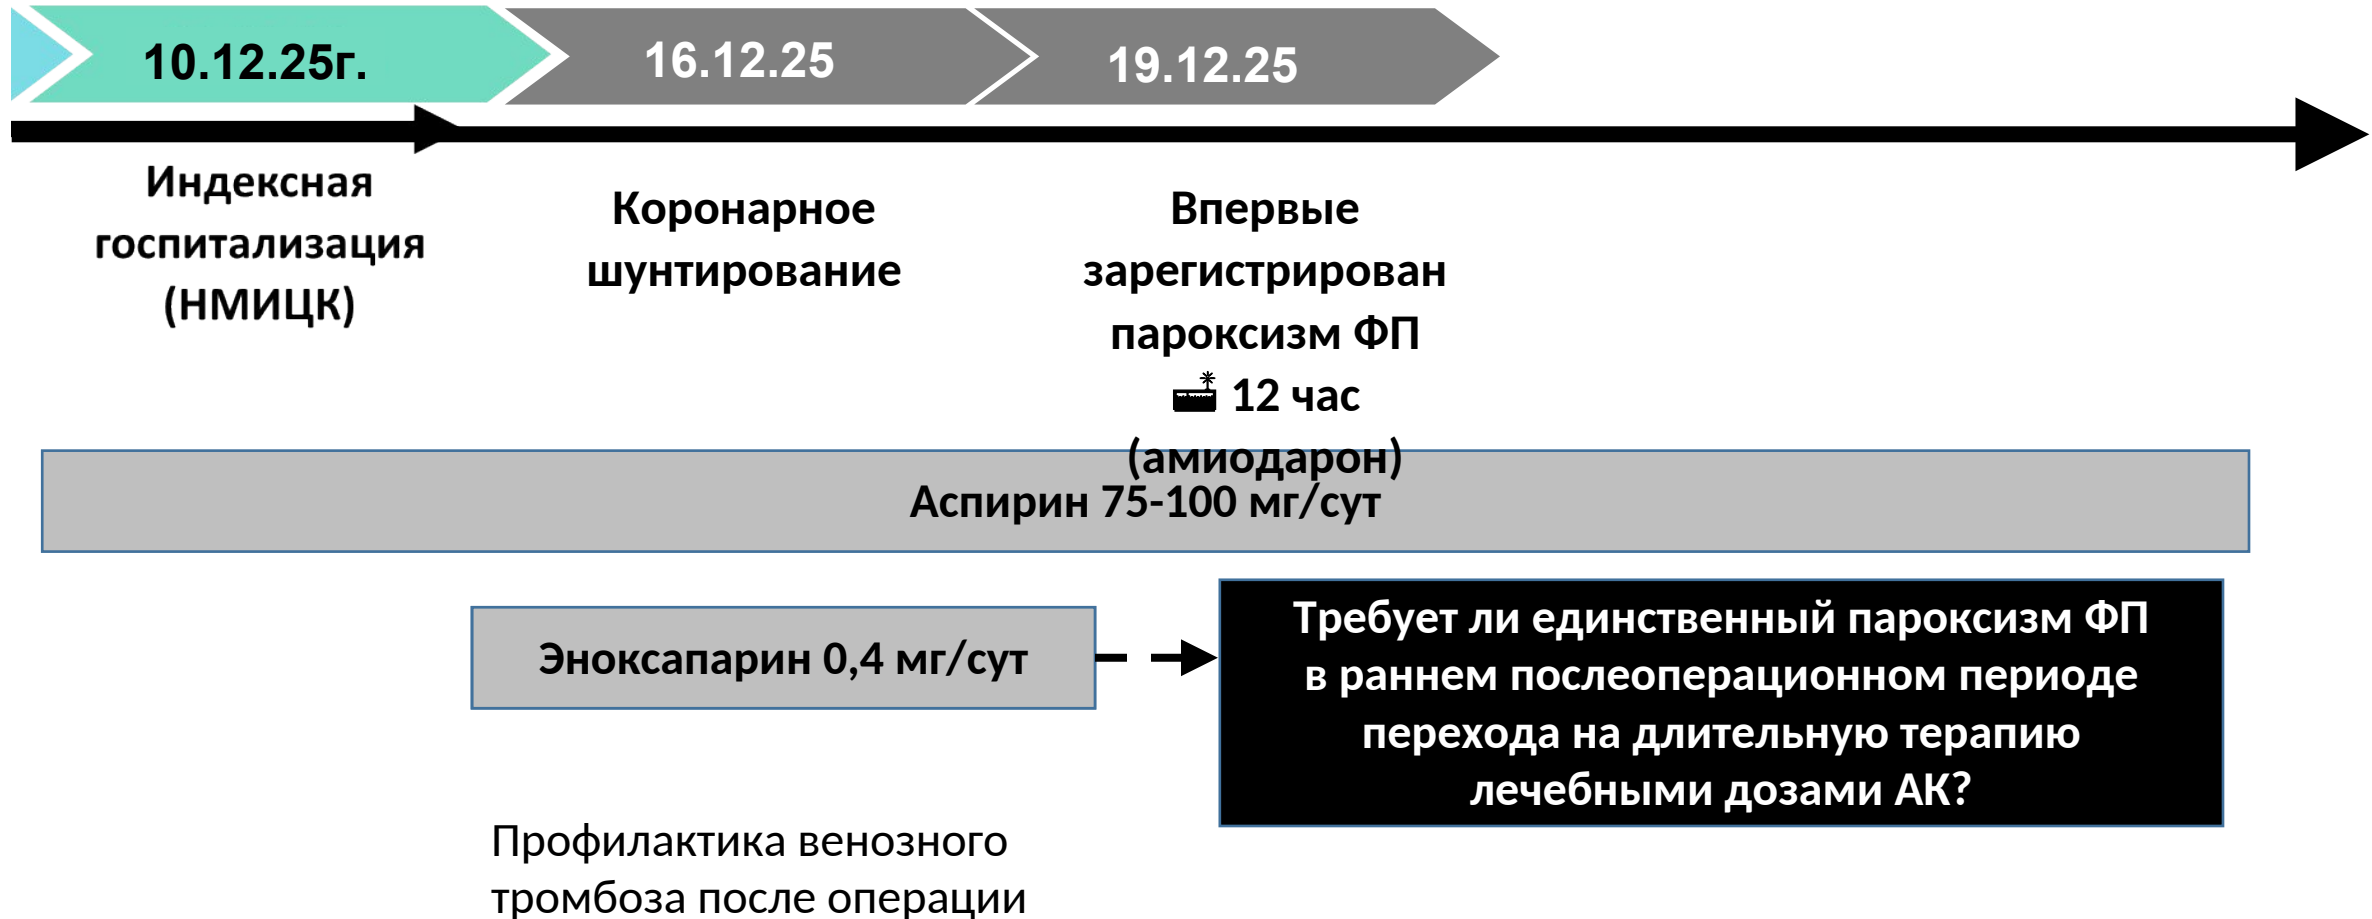 10.12.25г.
16.12.25
19.12.25
Индексная
госпитализация
(НМИЦК)
Коронарное
шунтирование
Впервые
зарегистрирован
пароксизм ФП
12 час
(амиодарон)
Аспирин 75-100 мг/сут
Эноксапарин 0,4 мг/сут
Требует ли единственный пароксизм ФП
в раннем послеоперационном периоде
перехода на длительную терапию
лечебными дозами АК?
Профилактика венозного
тромбоза после операции